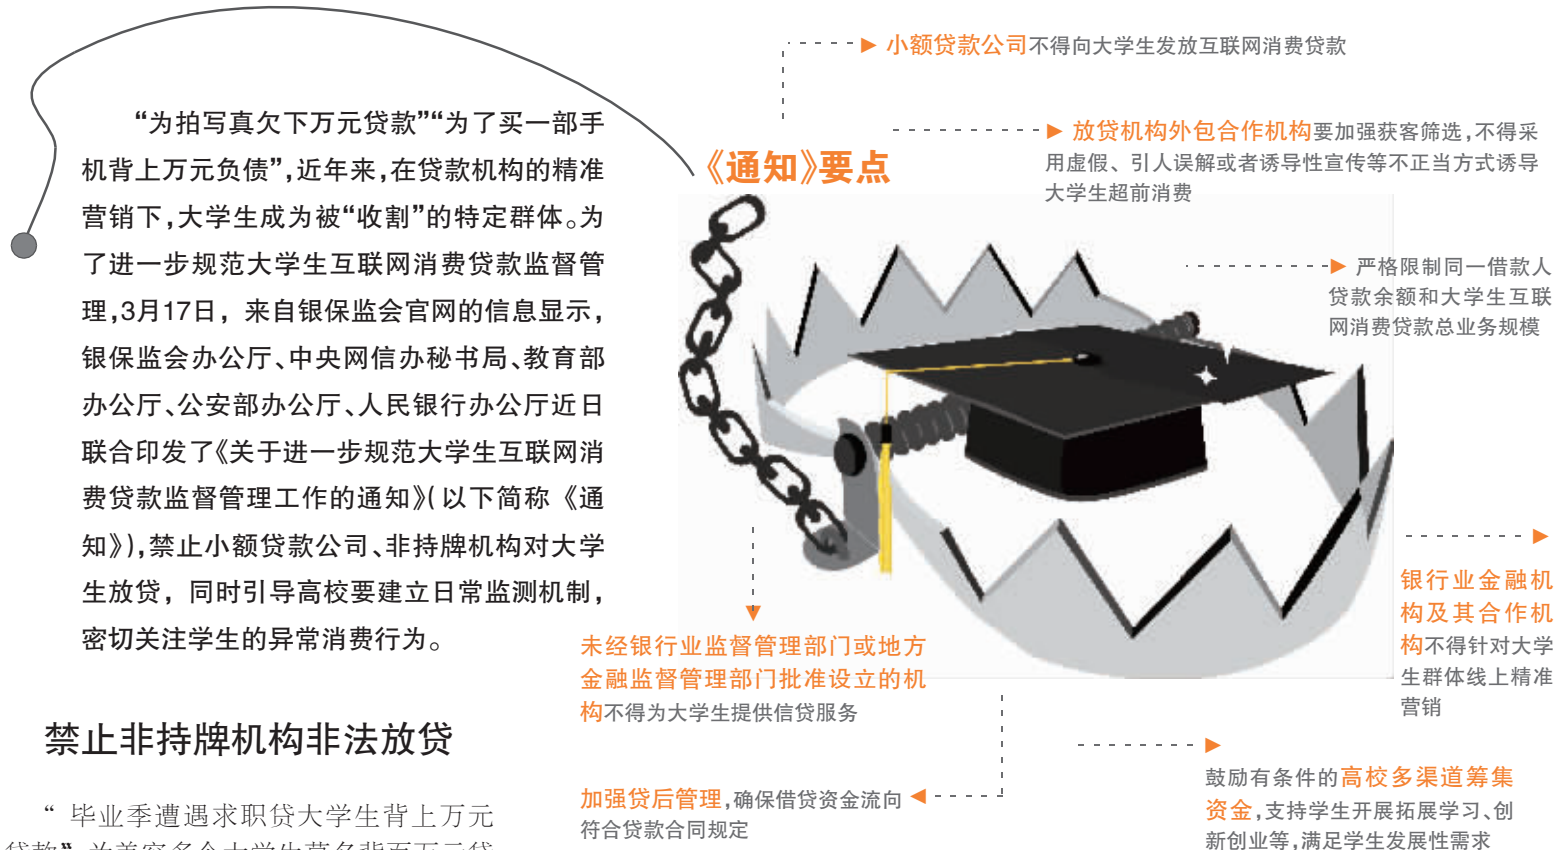 “为拍写真欠下万元贷款”“为了买一部手
机背上万元负债”,近年来,在贷款机构的精准
营销下,大学生成为被“收割”的特定群体。为
了进一步规范大学生互联网消费贷款监督管
理,3月17日，来自银保监会官网的信息显示，
银保监会办公厅、中央网信办秘书局、教育部
办公厅、公安部办公厅、人民银行办公厅近日
联合印发了《关于进一步规范大学生互联网消
费贷款监督管理工作的通知》(以下简称《通
知》),禁止小额贷款公司、非持牌机构对大学
生放贷，同时引导高校要建立日常监测机制，
密切关注学生的异常消费行为。
禁止非持牌机构非法放贷
“毕业季遭遇求职贷大学生背上万元
《通知》要点
小额贷款公司不得向大学生发放互联网消费贷款
放贷机构外包合作机构要加强获客筛选,不得采
用虚假、引人误解或者诱导性宣传等不正当方式诱导
大学生超前消费
严格限制同一借款人
贷款余额和大学生互联
网消费贷款总业务规模
银行业金融机
构及其合作机
构不得针对大学
生群体线上精准
营销
未经银行业监督管理部门或地方
金融监督管理部门批准设立的机
构不得为大学生提供信贷服务
加强贷后管理,确保借贷资金流向
符合贷款合同规定
鼓励有条件的高校多渠道筹集
资金,支持学生开展拓展学习、创
新创业等,满足学生发展性需求